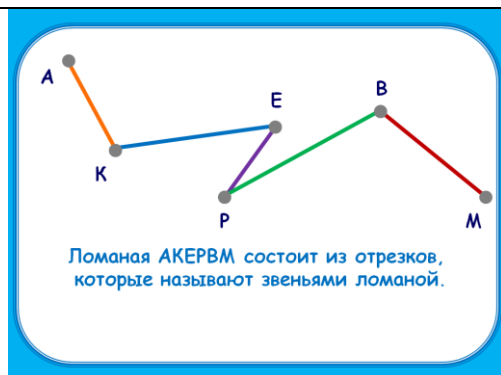 А
В
Е
К
Р
М
Ломаная АКЕРВМ состоит из отрезков,
которые называют звеньями ломаной.